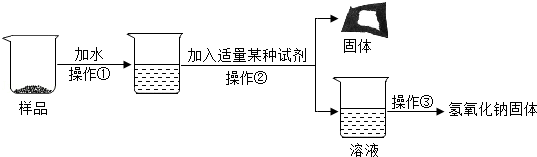 加水
操作①
样品
加入适量某种试剂
操作②
固体
操作③
氢氧化钠固体
溶液